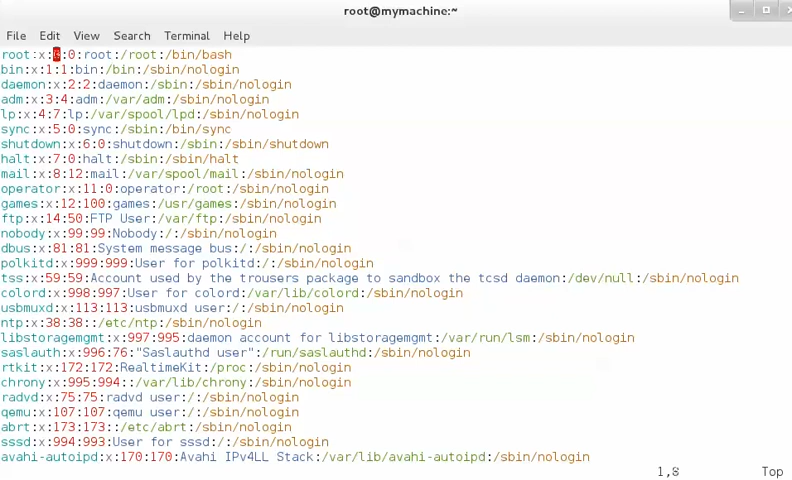 root@mymachine:~
File Edit View Search Terminal Help
root:x:0:0:root:/root:/bin/bash
bin:x:1:1:bin:/bin:/sbin/nologin
daemon:x:2:2:daemon:/sbin:/sbin/nologin
adm:x:3:4:adm:/var/adm:/sbin/nologin
lp:x:4:7:lp:/var/spool/lpd:/sbin/nologin
sync:x:5:0:sync:/sbin:/bin/sync
shutdown:x:6:0:shutdown:/sbin:/sbin/shutdown
halt:x:7:0:halt:/sbin:/sbin/halt
mail:x:8:12:mail:/var/spool/mail:/sbin/nologin
operator:x:11:0:operator:/root:/sbin/nologin
games:x:12:100:games:/usr/games:/sbin/nologin
ftp:x:14:50:FTP User:/var/ftp:/sbin/nologin
nobody:x:99:99:Nobody:/:/sbin/nologin
dbus:x:81:81:System message bus:/:/sbin/nologin
polkitd:x:999:999:User for polkitd:/:/sbin/nologin
tss:x:59:59:Account used by the trousers package to sandbox the tcsd daemon:/dev/null:/sbin/nologin
colord:x:998:997:User for colord:/var/lib/colord:/sbin/nologin
usbmuxd:x:113:113:usbmuxd user:/:/sbin/nologin
ntp:x:38:38::/etc/ntp:/sbin/nologin
libstoragemgmt:x:997:995:daemon account for libstoragemgmt:/var/run/lsm:/sbin/nologin
saslauth:x:996:76:"Saslauthd user":/run/saslauthd:/sbin/nologin
rtkit:x:172:172:RealtimeKit:/proc:/sbin/nologin
chrony:x:995:994::/var/lib/chrony:/sbin/nologin
radvd:x:75:75:radvd user:/:/sbin/nologin
qemu:x:107:107:qemu user:/:/sbin/nologin
abrt:x:173:173::/etc/abrt:/sbin/nologin
sssd:x:994:993:User for sssd:/:/sbin/nologin
avahi-autoipd:x:170:170:Avahi IPv4LL Stack:/var/lib/avahi-autoipd:/sbin/nologin
1,8 Top